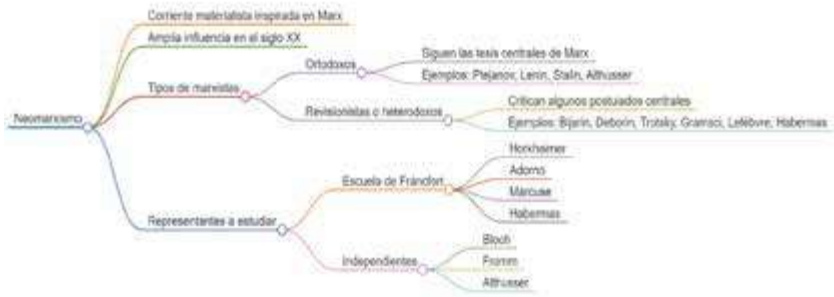 Neomarxismo
Corriente materialista inspirada en Marx
Amplia influencia en el siglo XX
Tipos de marxistas
Ortodoxos
Siguen las tesis centrales de Marx
Ejemplos: Plejanov, Lenin, Stalin, Althusser
Revisionistas o heterodoxos
Critican algunos postulados centrales
Ejemplos: Bijarin, Deborin, Trotsky, Gramsci, Lefebvre, Habermas
Representantes a estudiar
Escuela de Francfort
Horkheimer
Adorno
Marcuse
Habermas
Independientes
Bloch
Fromm
Althusser